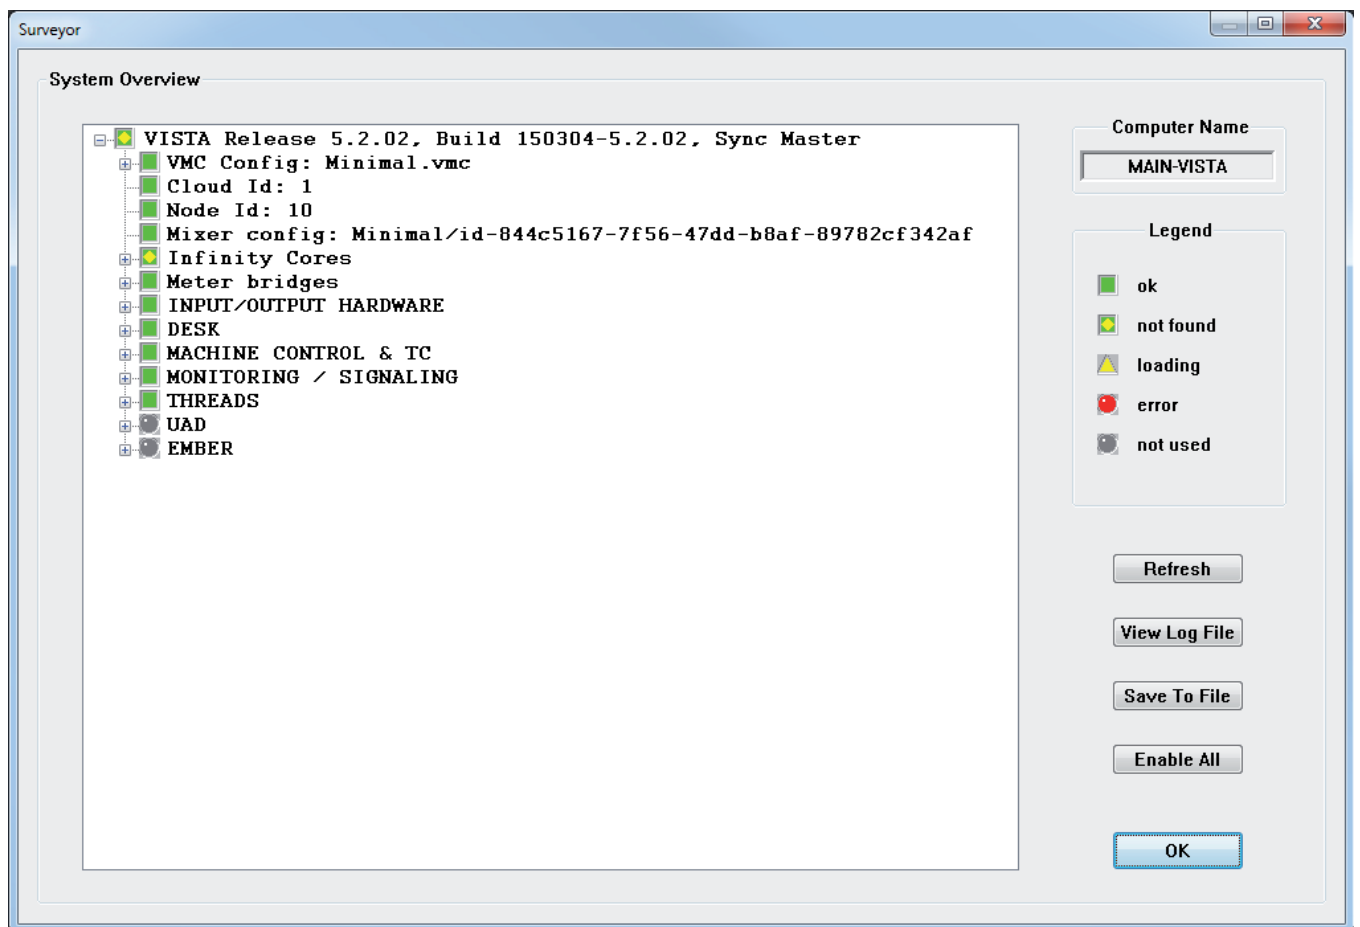 Surveyor
System Overview
VISTA Release 5.2.02, Build 150304-5.2.02, Sync Master
VMC Config: Minimal.vmc
Cloud Id: 1
Node Id: 10
Mixer config: Minimal/id-844c5167-7f56-47dd-b8af-89782cf342af
Infinity Cores
Meter bridges
INPUT/OUTPUT HARDWARE
DESK
MACHINE CONTROL & TC
MONITORING / SIGNALING
THREADS
UAD
EMBER
Computer Name
MAIN-VISTA
Legend
ok
not found
loading
error
not used
Refresh
View Log File
Save To File
Enable All
OK